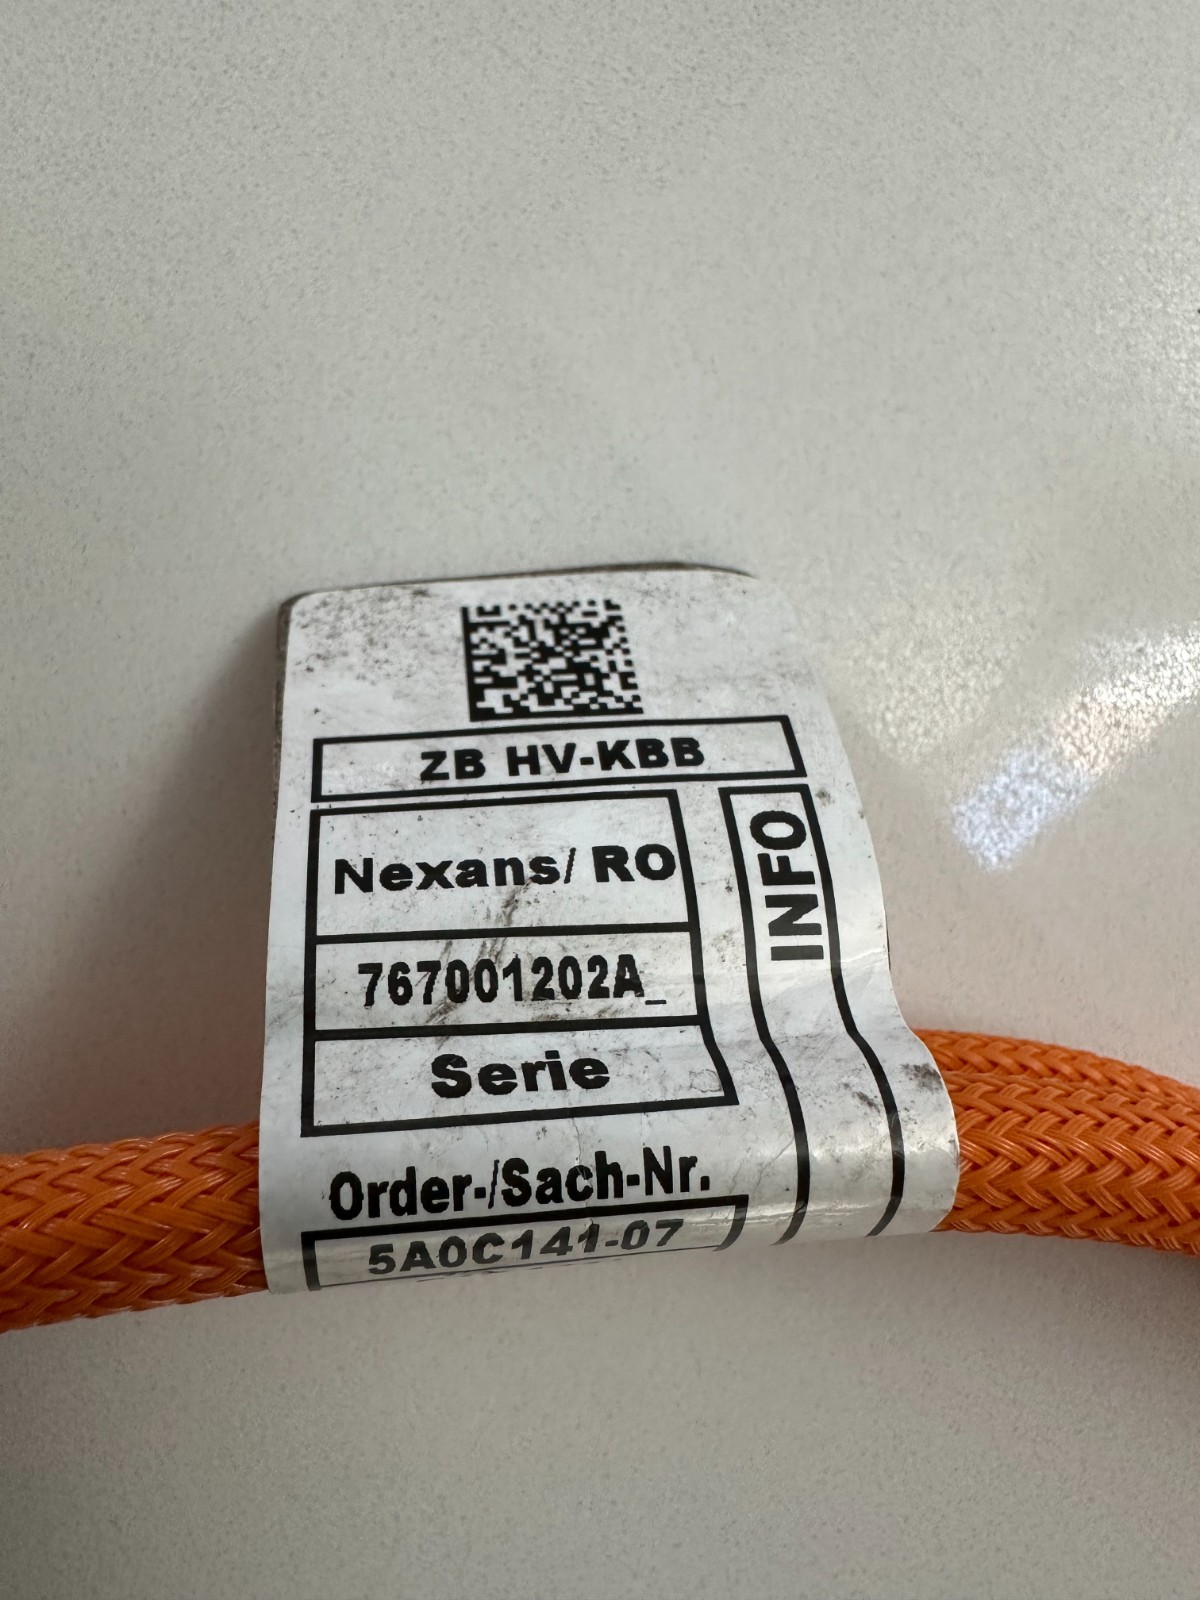 ZB HV-KBB
INFO
Nexans/ RO
767001202A_
Serie
Order-/Sach-Nr.
5A0C141-07